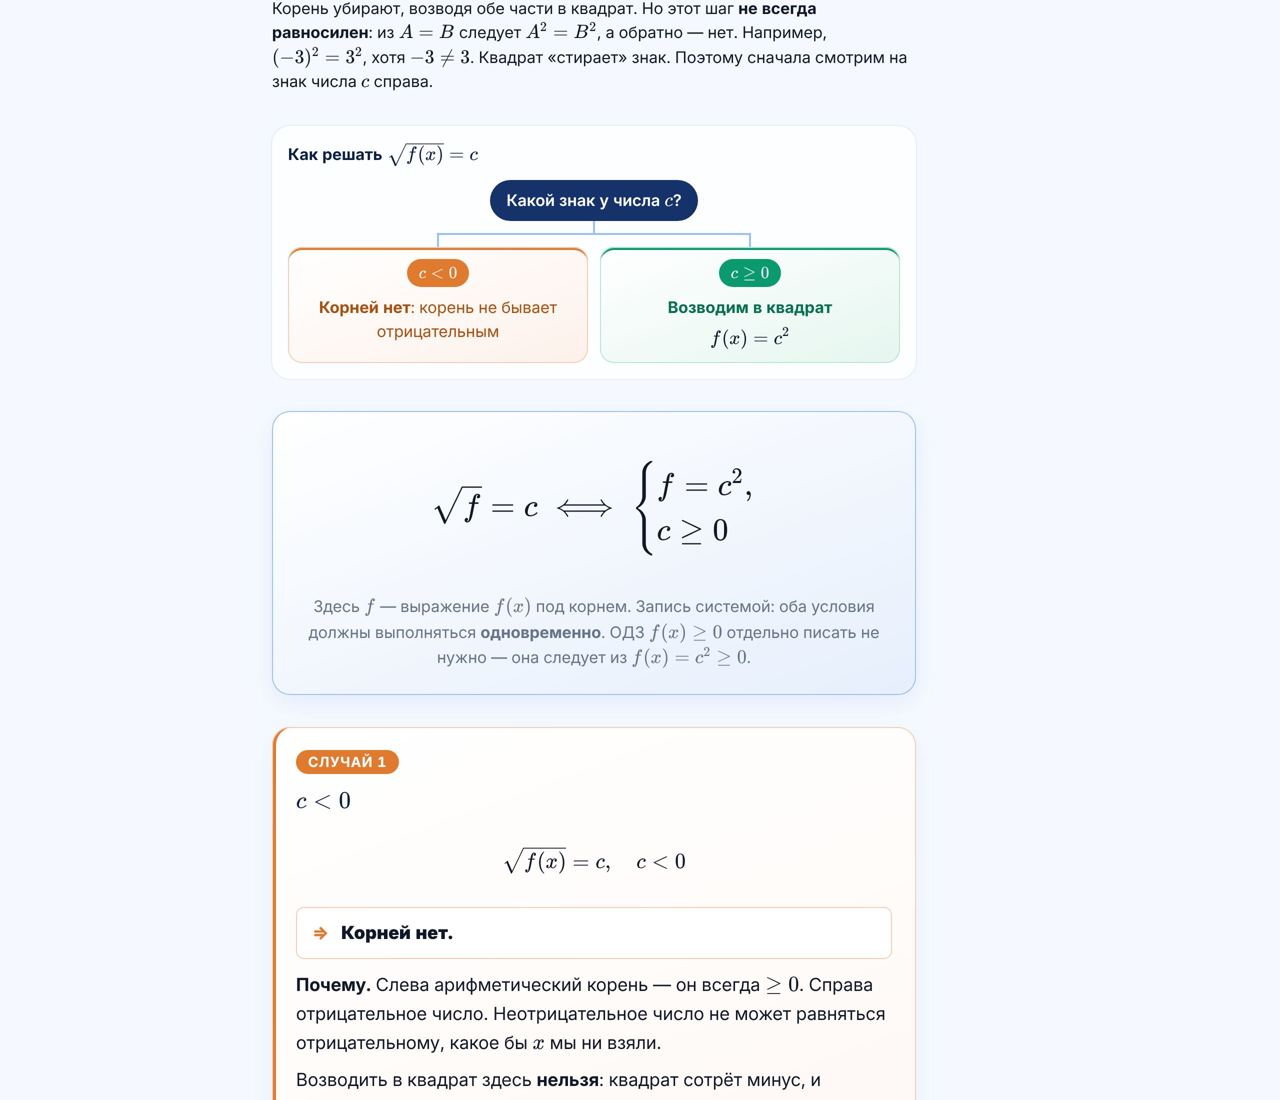 Корень убирают, возводя обе части в квадрат. Но этот шаг не всегда
равносилен: из A = B следует A² = B², а обратно — нет. Например,
(−3)² = 3², хотя −3 ≠ 3. Квадрат «стирает» знак. Поэтому сначала смотрим на
знак числа c справа.
Как решать √f(x) = c
Какой знак у числа c?
c < 0
Корней нет: корень не бывает
отрицательным
c ≥ 0
Возводим в квадрат
f(x) = c²
√f = c ⟺ { f = c²,
c ≥ 0
Здесь f — выражение f(x) под корнем. Запись системой: оба условия
должны выполняться одновременно. ОДЗ f(x) ≥ 0 отдельно писать не
нужно — она следует из f(x) = c² ≥ 0.
СЛУЧАЙ 1
c < 0
√f(x) = c, c < 0
⇒ Корней нет.
Почему. Слева арифметический корень — он всегда ≥ 0. Справа
отрицательное число. Неотрицательное число не может равняться
отрицательному, какое бы x мы ни взяли.
Возводить в квадрат здесь нельзя: квадрат сотрёт минус, и